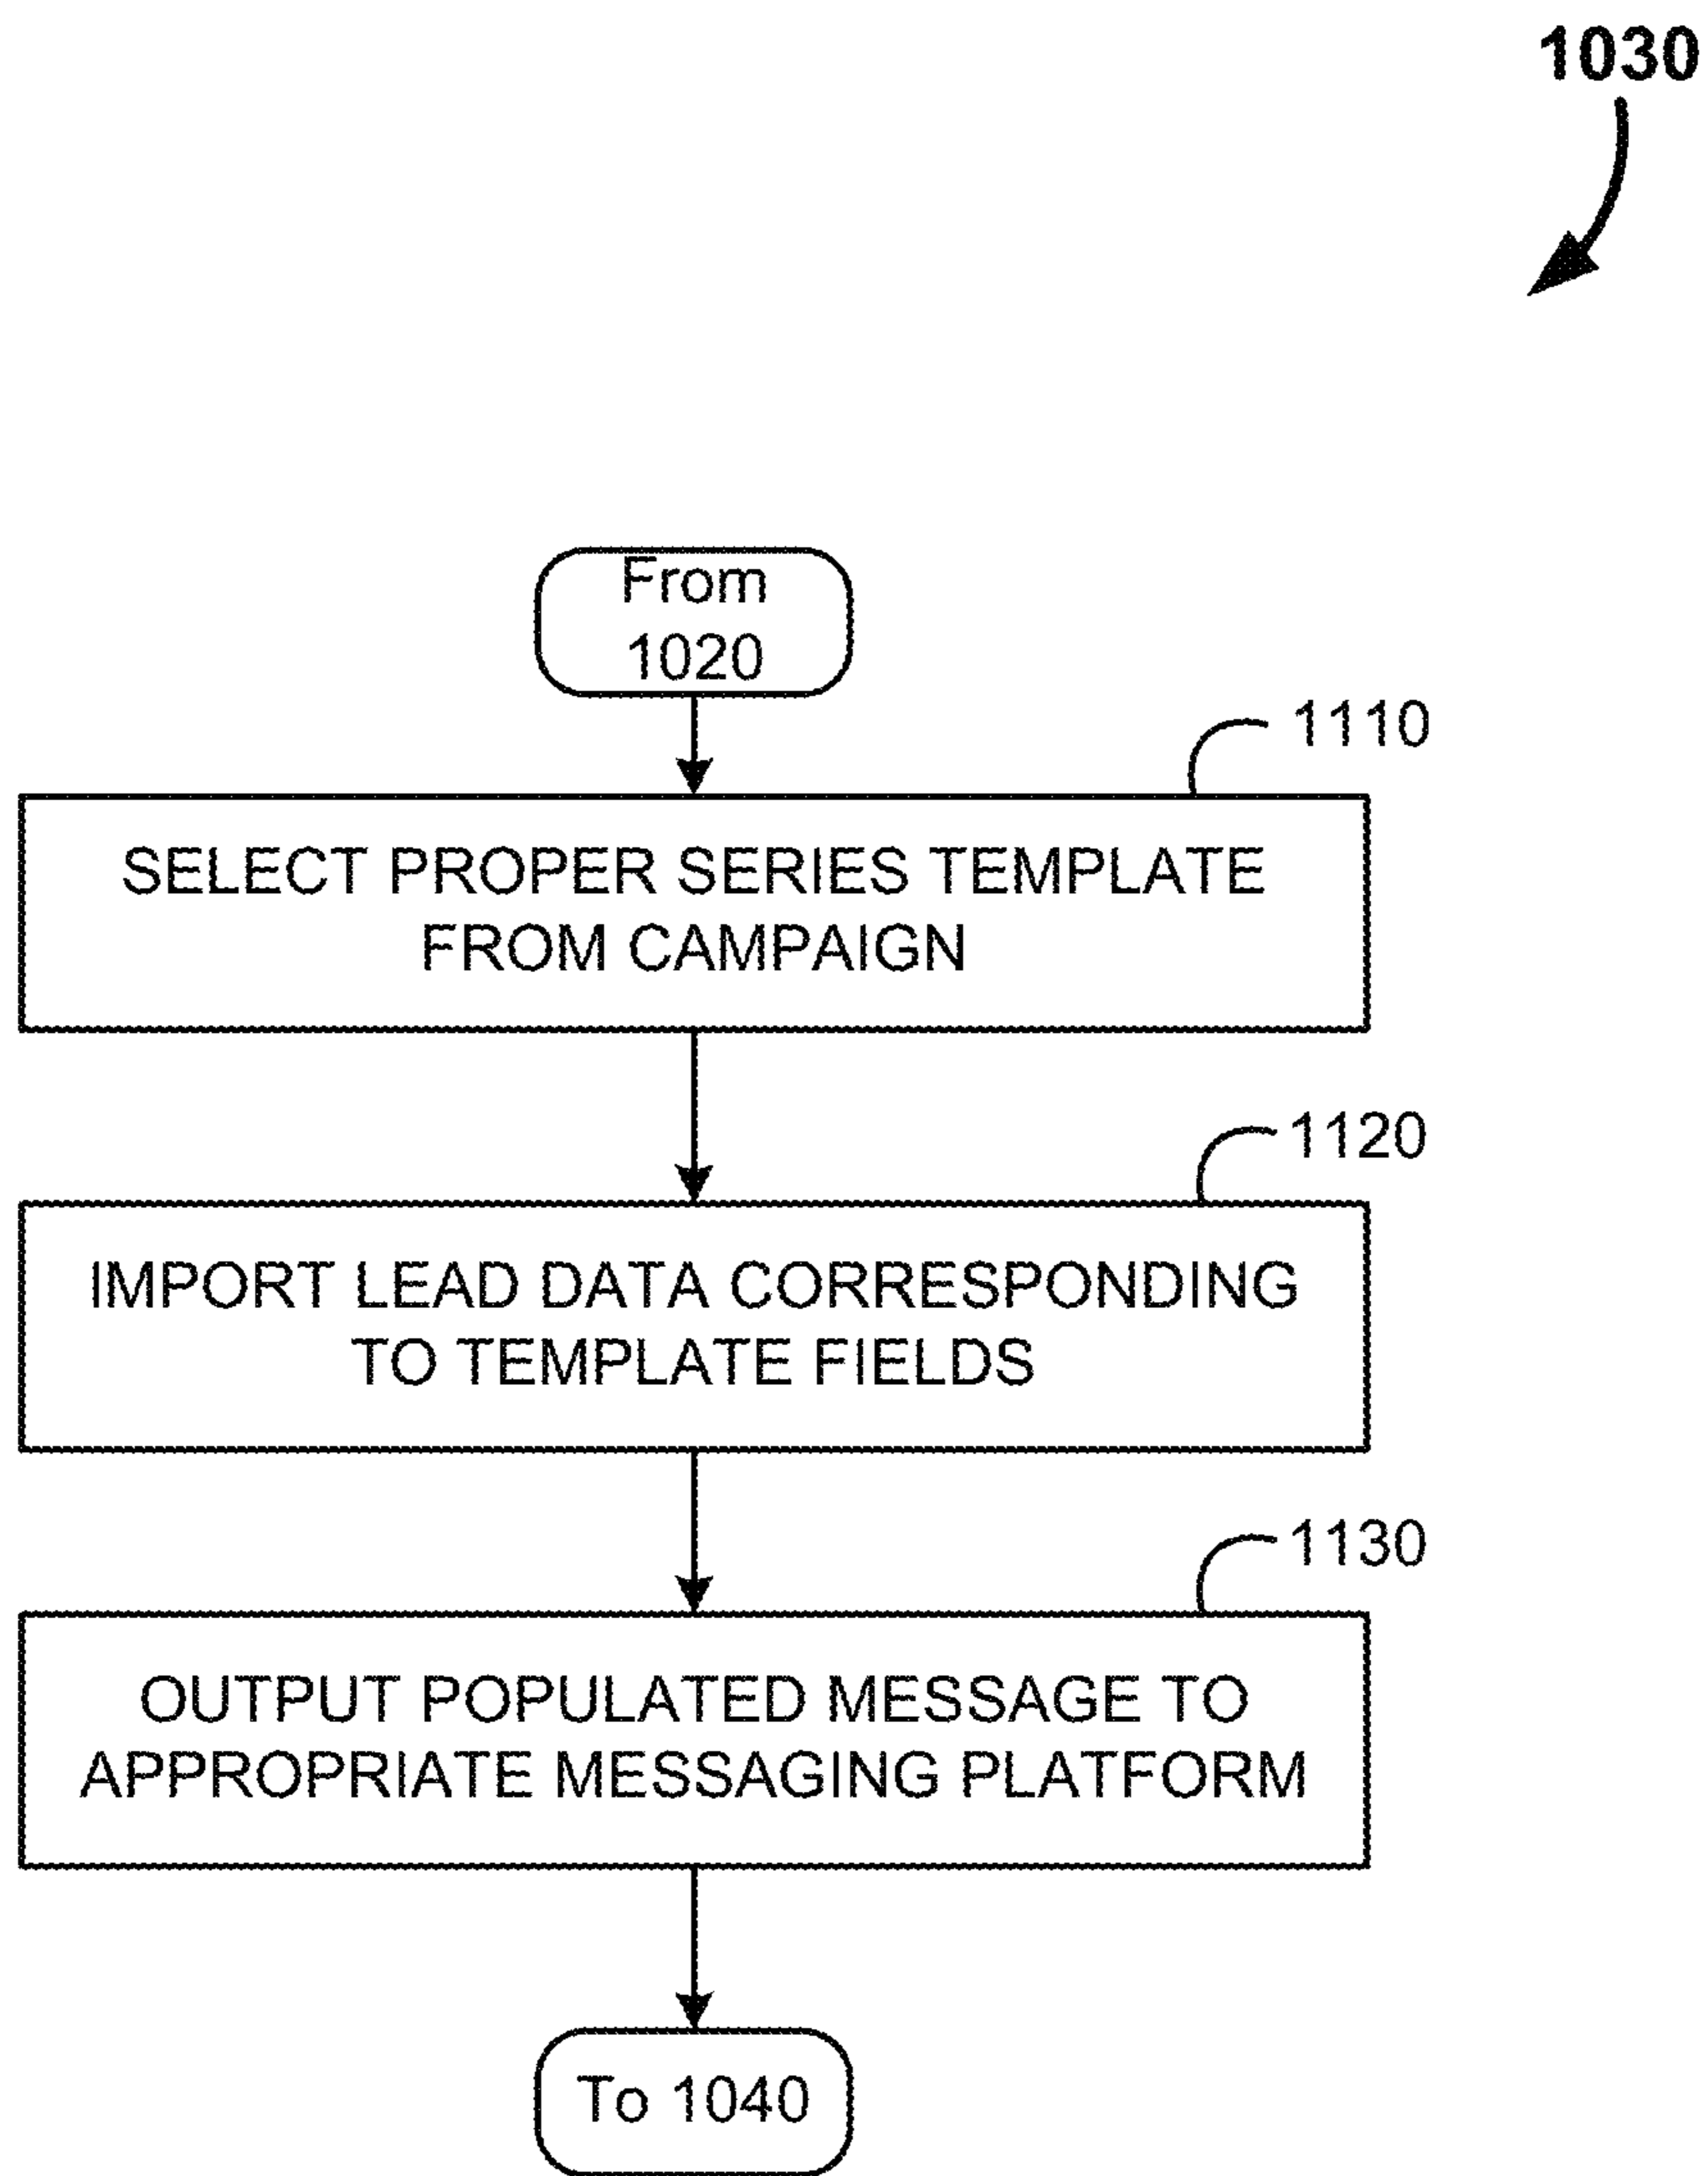 1030
From
1020
1110
SELECT PROPER SERIES TEMPLATE
FROM CAMPAIGN
1120
IMPORT LEAD DATA CORRESPONDING
TO TEMPLATE FIELDS
1130
OUTPUT POPULATED MESSAGE TO
APPROPRIATE MESSAGING PLATFORM
To 1040